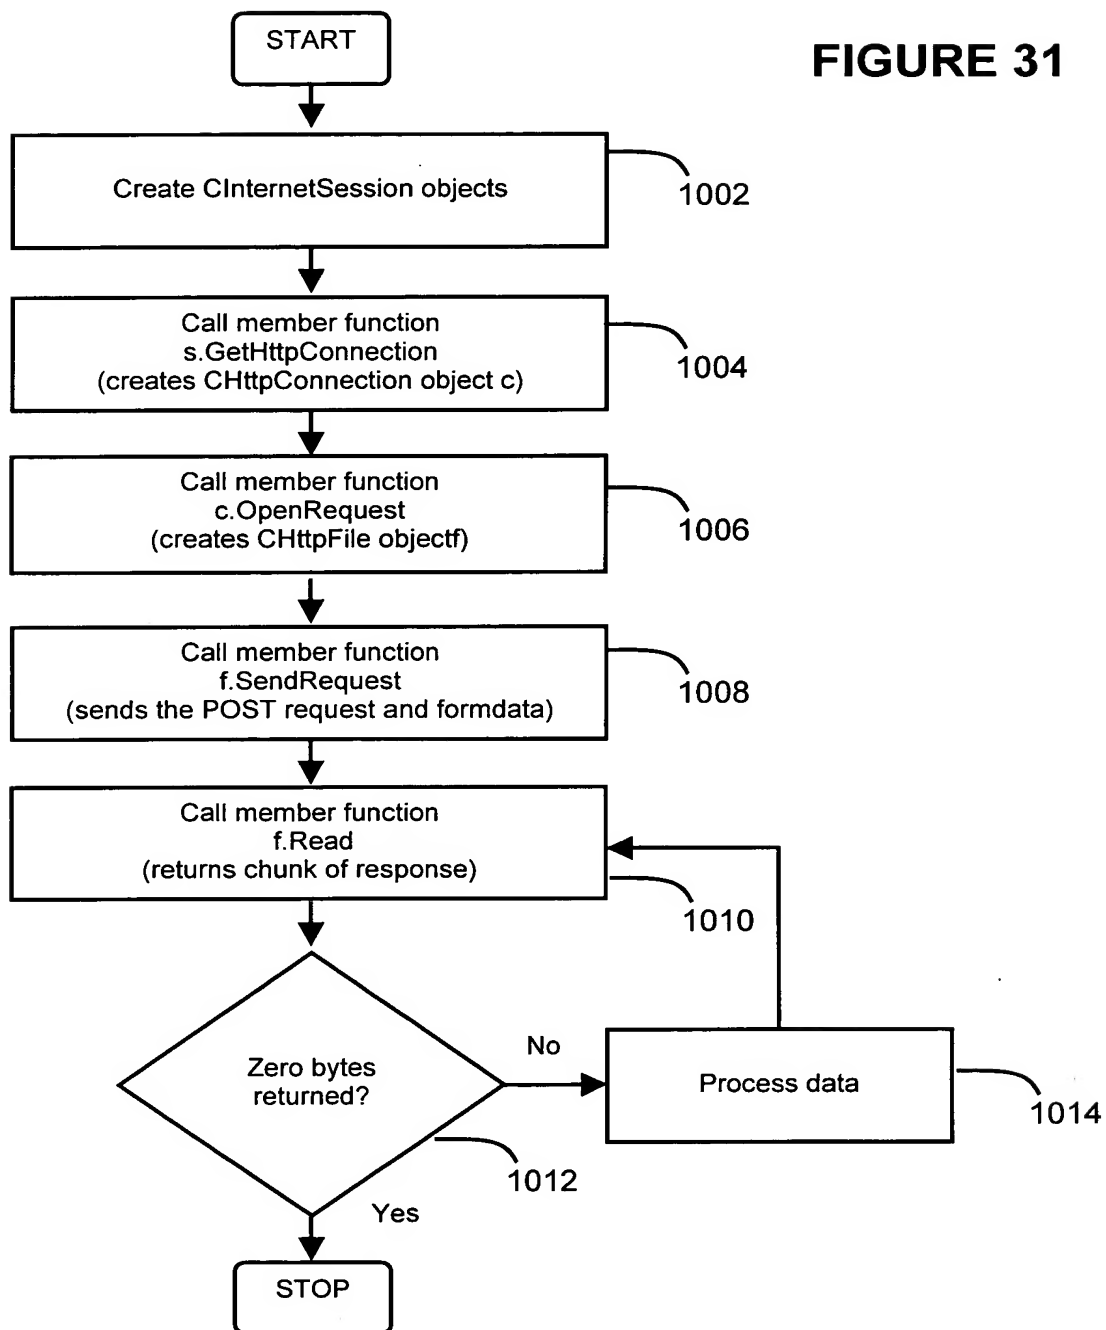 START
FIGURE 31
Create CInternetSession objects
1002
Call member function
s.GetHttpConnection
(creates CHttpConnection object c)
1004
Call member function
c.OpenRequest
(creates CHttpFile objectf)
1006
Call member function
f.SendRequest
(sends the POST request and formdata)
1008
Call member function
f.Read
(returns chunk of response)
1010
Zero bytes
returned?
No
Process data
1014
1012
Yes
STOP